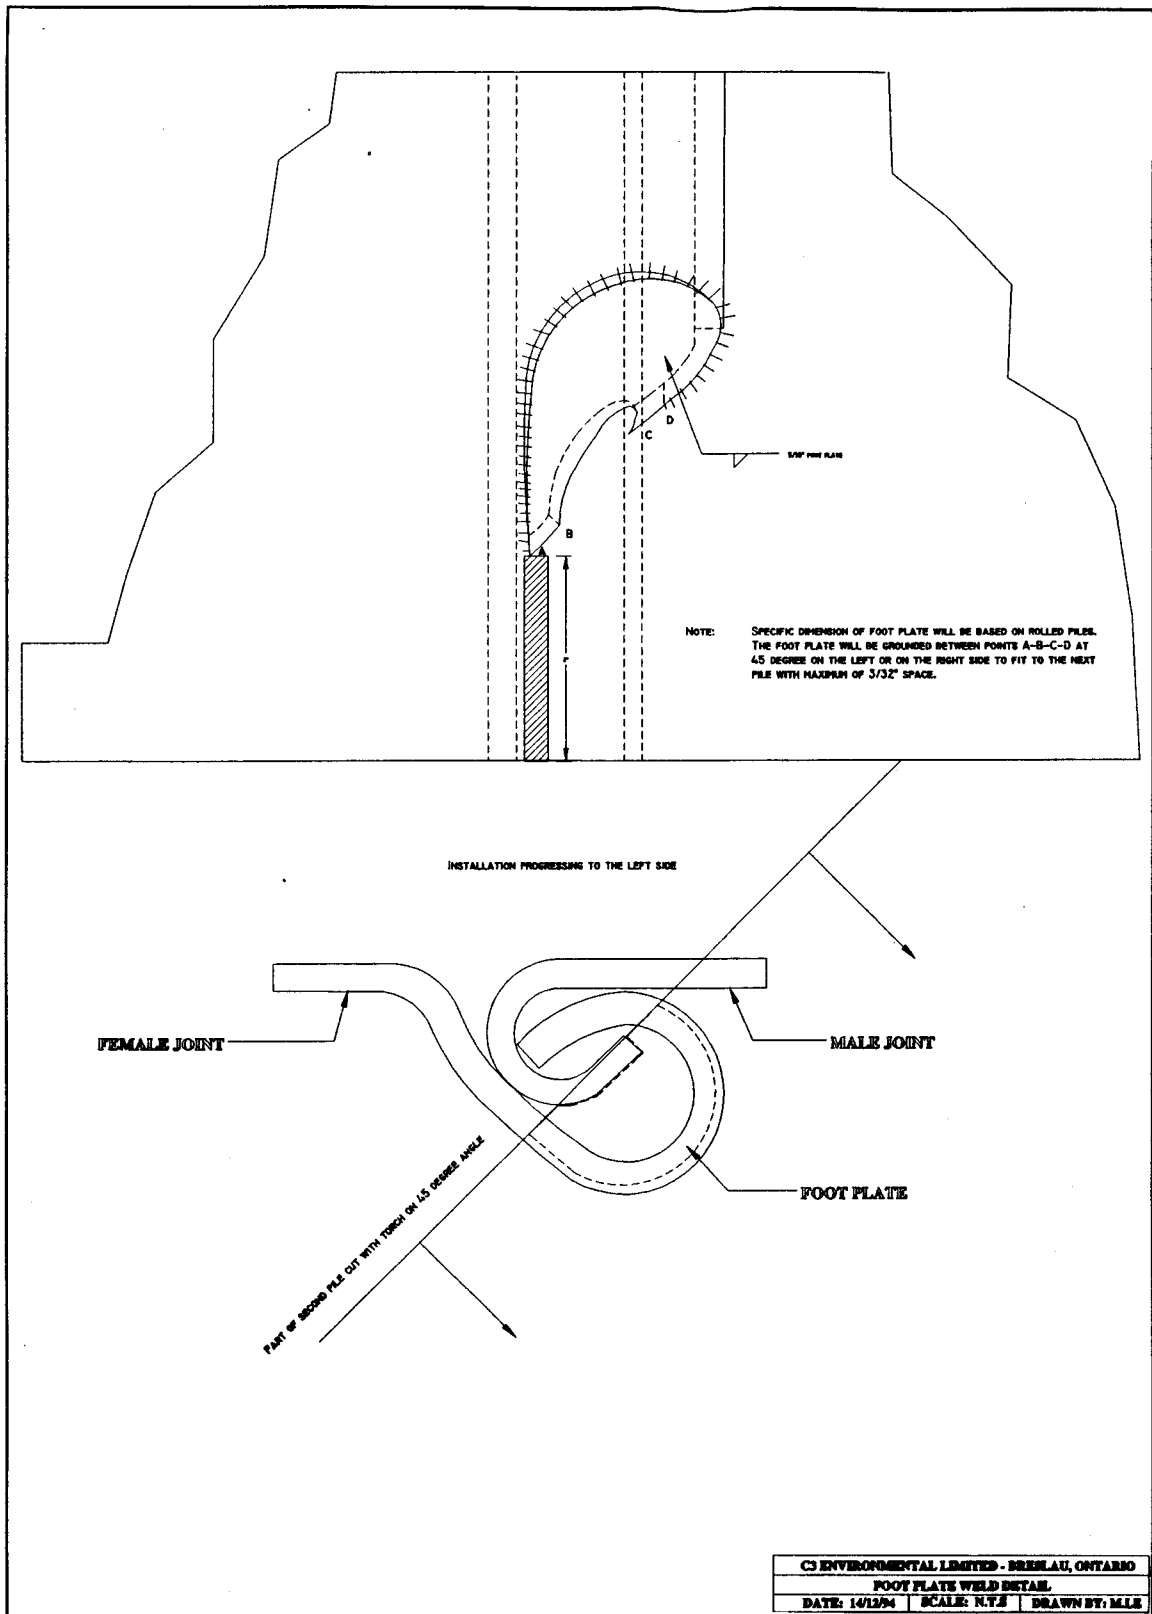 D
C
B
NOTE: SPECIFIC DIMENSION OF FOOT PLATE WILL BE BASED ON ROLLED PILES.
THE FOOT PLATE WILL BE GROUNDED BETWEEN POINTS A-B-C-D AT
45 DEGREE ON THE LEFT OR ON THE RIGHT SIDE TO FIT TO THE NEXT
PILE WITH MAXIMUM OF 3/32" SPACE.
INSTALLATION PROGRESSING TO THE LEFT SIDE
FEMALE JOINT
MALE JOINT
FOOT PLATE
PART OF SECOND PILE CUT WITH TORCH ON 45 DEGREE ANGLE
C3 ENVIRONMENTAL LIMITED - BRESLAU, ONTARIO
FOOT PLATE WELD DETAIL
DATE: 14/12/94 SCALE: N.T.S DRAWN BY: M.L.E